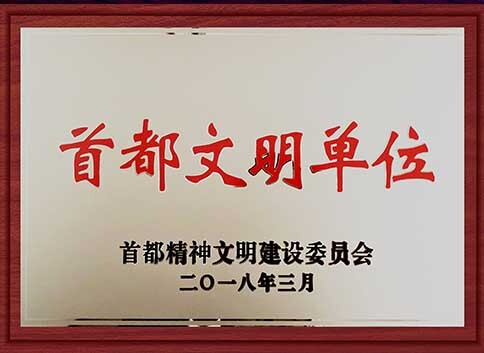 首都文明单位
首都精神文明建设委员会
二〇一八年三月